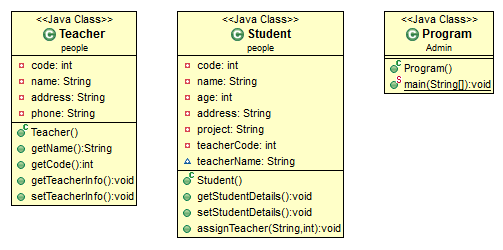 <<Java Class>>
Teacher
people
code: int
name: String
address: String
phone: String
Teacher()
getName():String
getCode():int
getTeacherInfo():void
setTeacherInfo():void
<<Java Class>>
Student
people
code: int
name: String
age: int
address: String
project: String
teacherCode: int
teacherName: String
Student()
getStudentDetails():void
setStudentDetails():void
assignTeacher(String,int):void
<<Java Class>>
Program
Admin
Program()
main(String[]):void